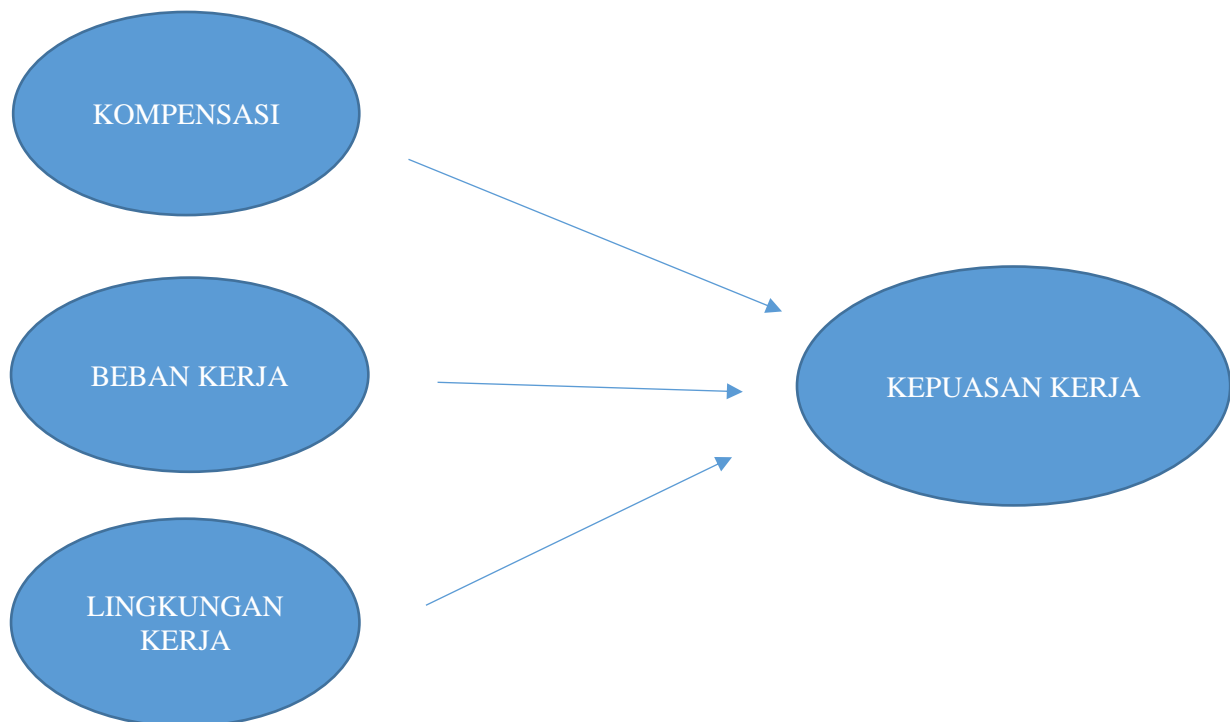 KOMPENSASI
BEBAN KERJA
KEPUASAN KERJA
LINGKUNGAN
KERJA